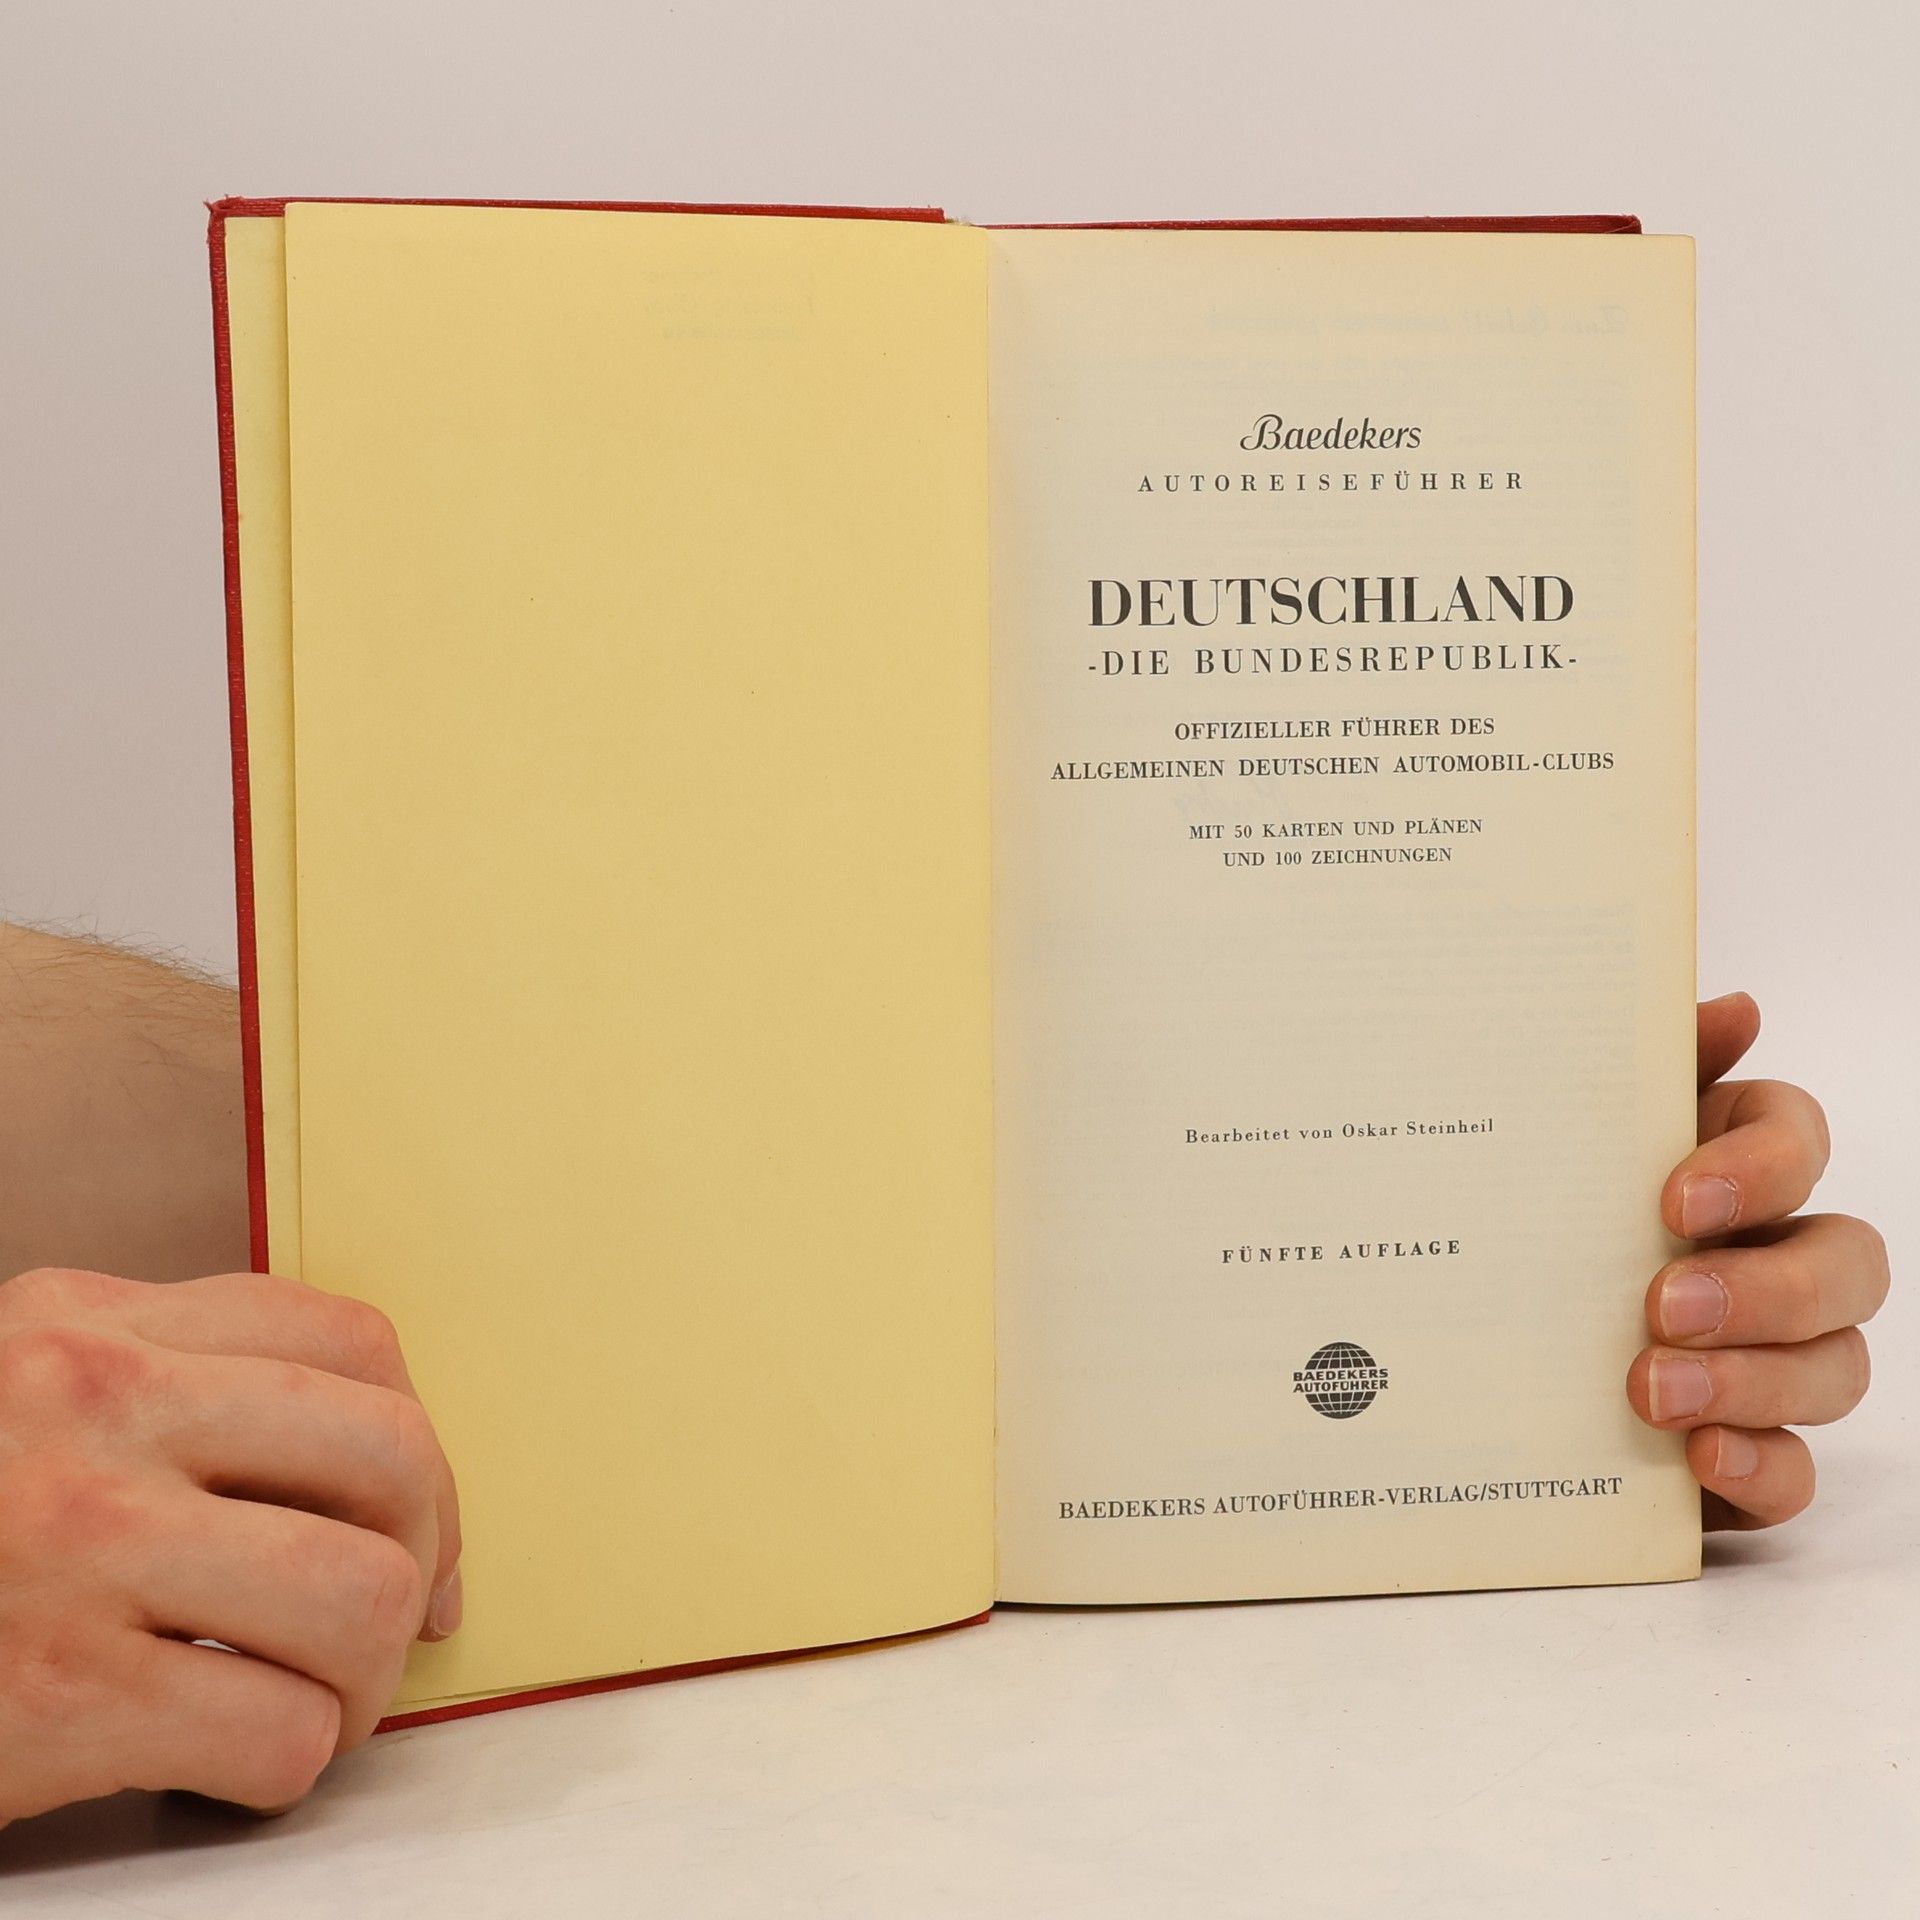 Baedekers
AUTOREISEFÜHRER
DEUTSCHLAND
-DIE BUNDESREPUBLIK-
OFFIZIELLER FÜHRER DES
ALLGEMEINEN DEUTSCHEN AUTOMOBIL-CLUBS
MIT 50 KARTEN UND PLÄNEN
UND 100 ZEICHNUNGEN
Bearbeitet von Oskar Steinheil
FÜNFTE AUFLAGE
BAEDEKERS
AUTOFÜHRER
BAEDEKERS AUTOFÜHRER-VERLAG/STUTTGART